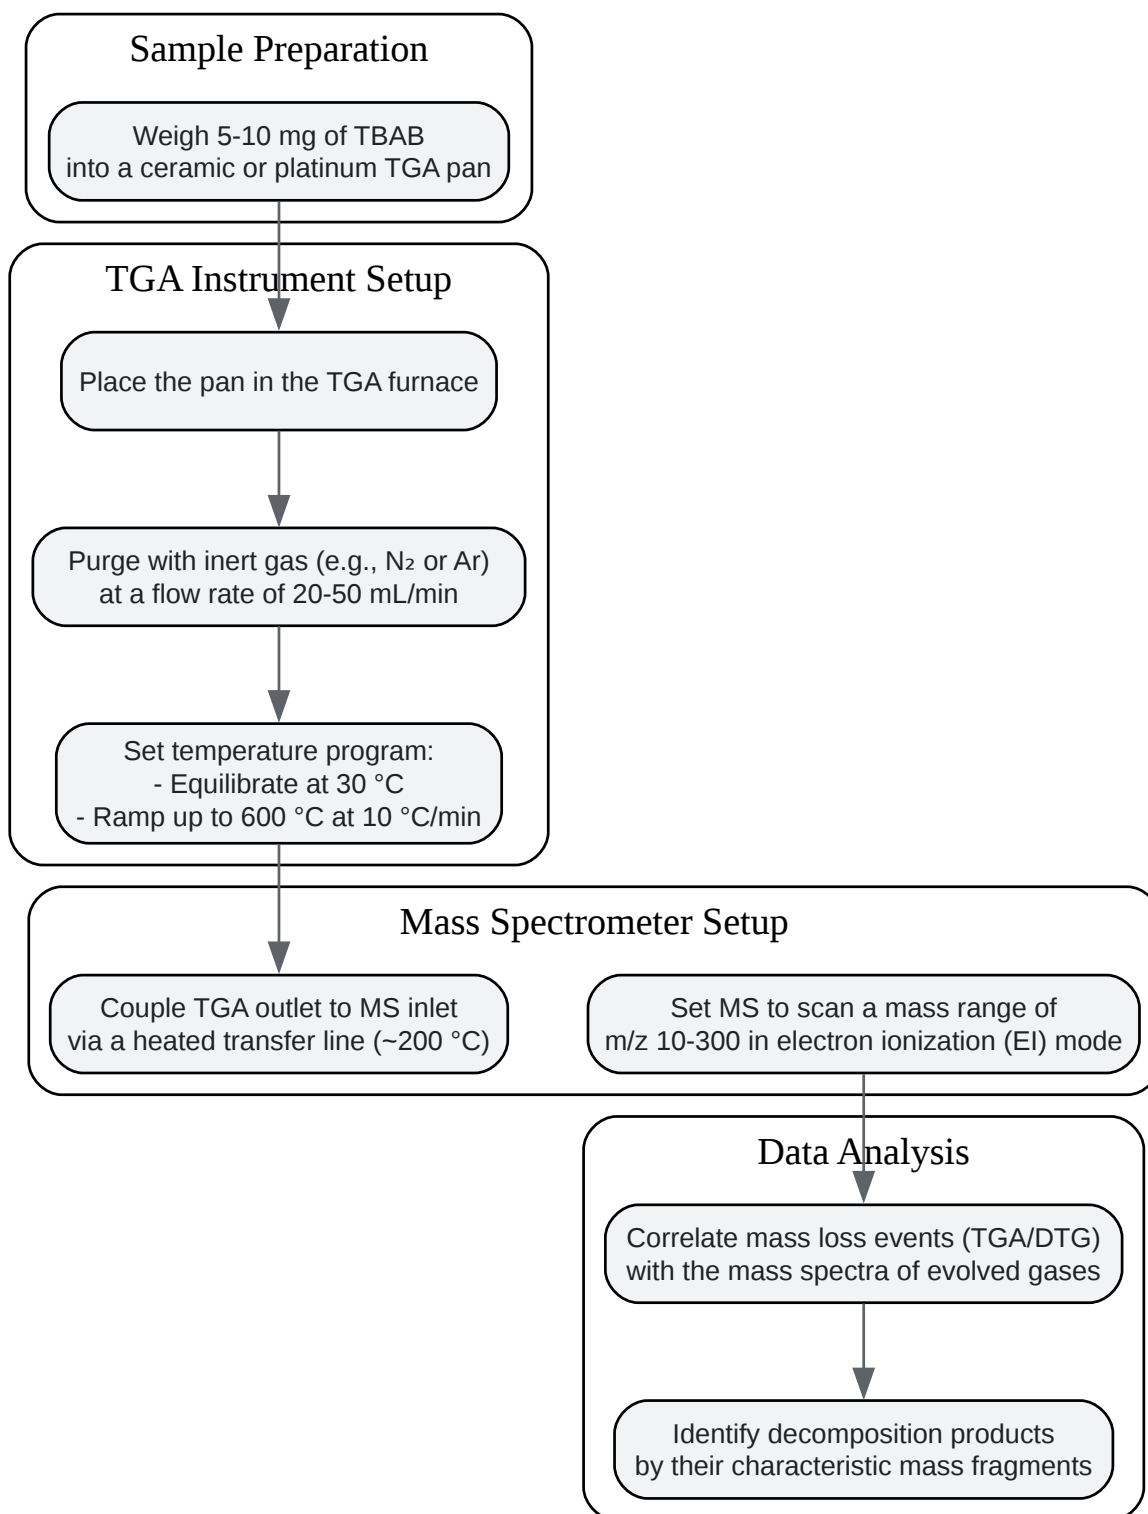 Sample Preparation
Weigh 5-10 mg of TBAB
into a ceramic or platinum TGA pan
TGA Instrument Setup
Place the pan in the TGA furnace
Purge with inert gas (e.g., N₂ or Ar)
at a flow rate of 20-50 mL/min
Set temperature program:
- Equilibrate at 30 °C
- Ramp up to 600 °C at 10 °C/min
Mass Spectrometer Setup
Couple TGA outlet to MS inlet
via a heated transfer line (~200 °C)
Set MS to scan a mass range of
m/z 10-300 in electron ionization (EI) mode
Data Analysis
Correlate mass loss events (TGA/DTG)
with the mass spectra of evolved gases
Identify decomposition products
by their characteristic mass fragments